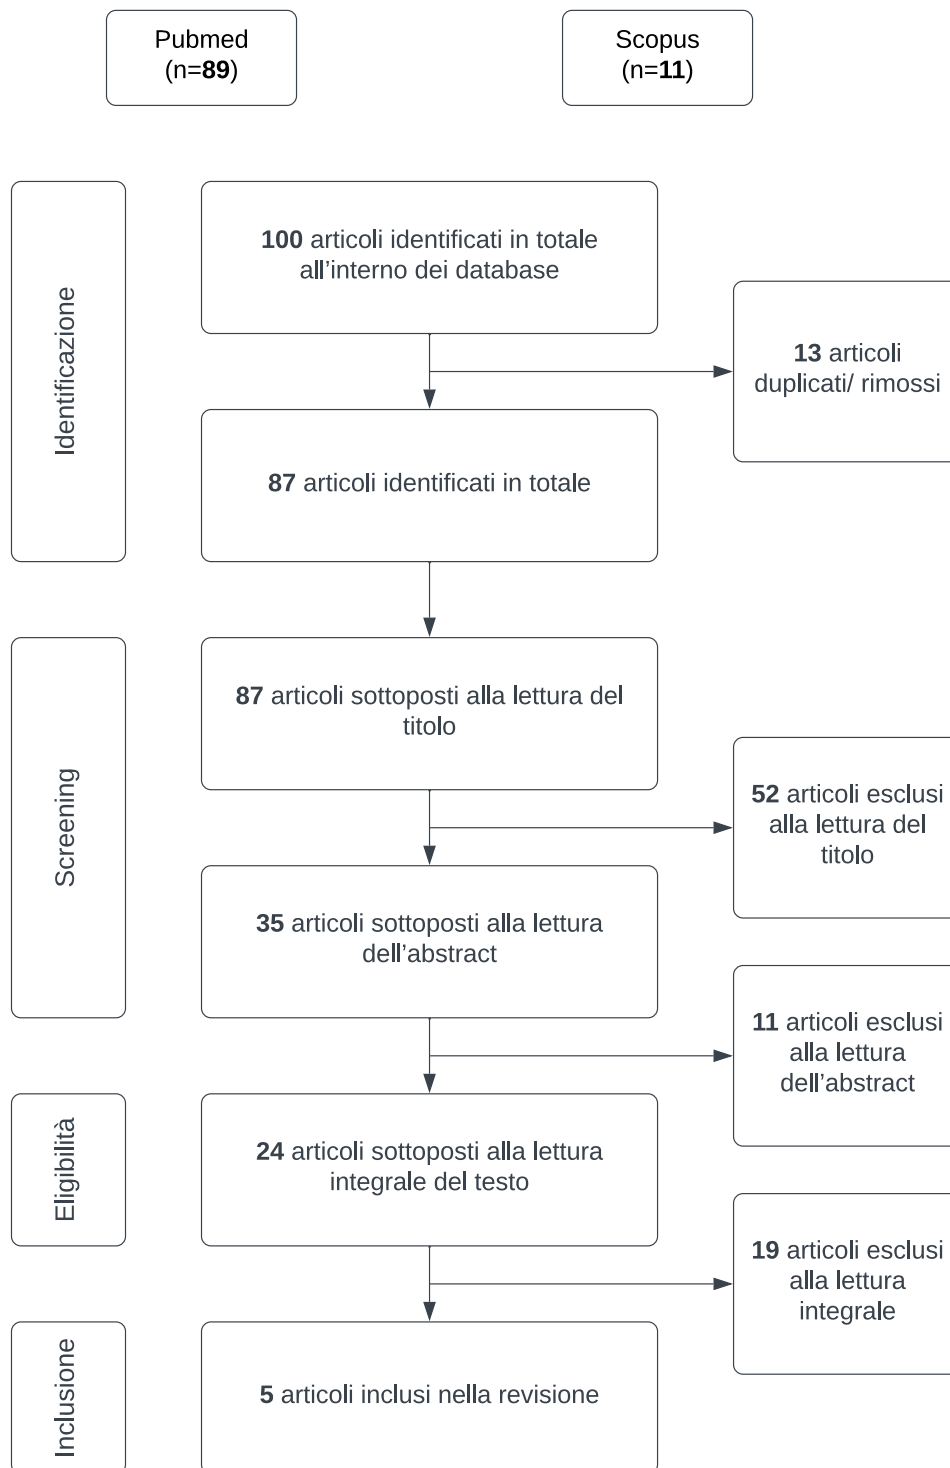 Pubmed
(n=89)
Scopus
(n=11)
Identificazione
100 articoli identificati in totale
all'interno dei database
13 articoli
duplicati/ rimossi
87 articoli identificati in totale
Screening
87 articoli sottoposti alla lettura del
titolo
52 articoli esclusi
alla lettura del
titolo
35 articoli sottoposti alla lettura
dell'abstract
11 articoli esclusi
alla lettura
dell'abstract
Eligibilità
24 articoli sottoposti alla lettura
integrale del testo
19 articoli esclusi
alla lettura
integrale
Inclusione
5 articoli inclusi nella revisione